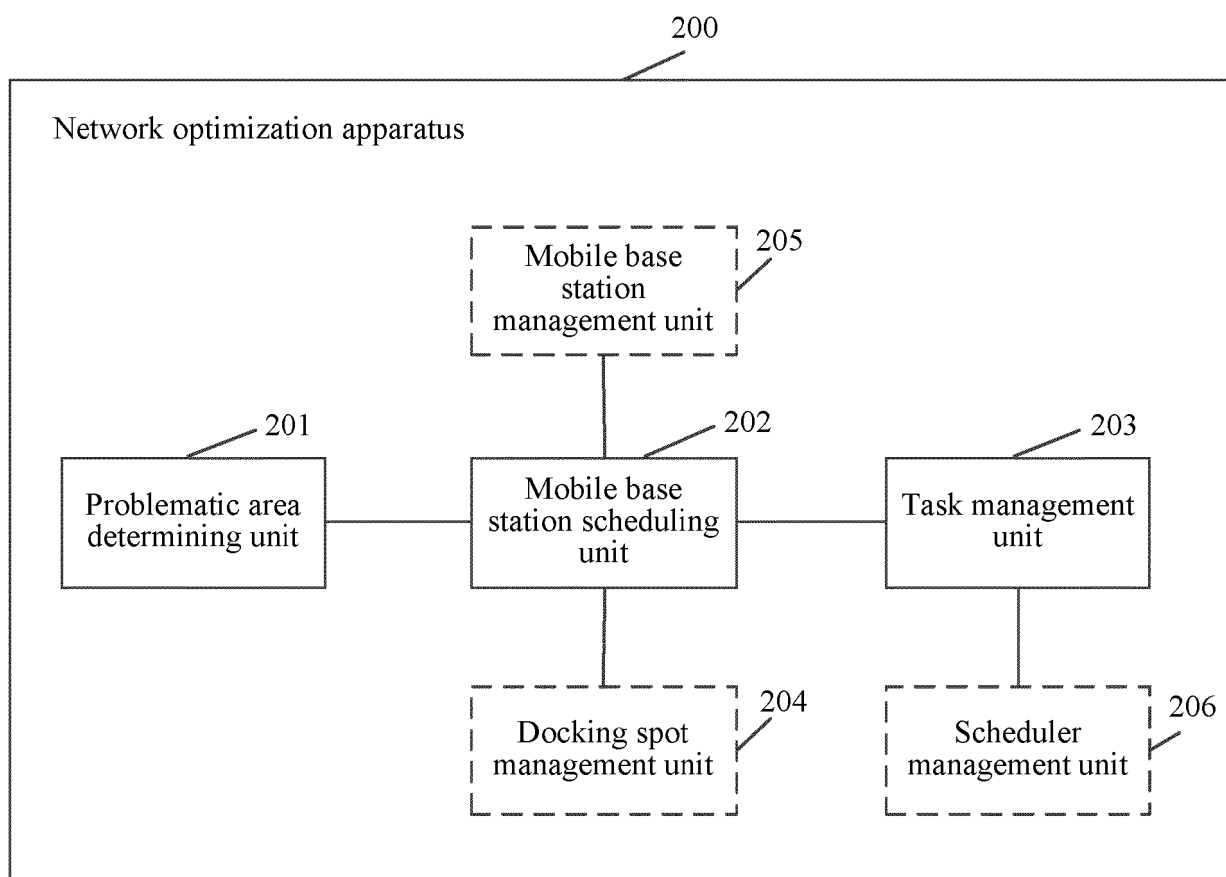 200
Network optimization apparatus
205
Mobile base
station
management unit
201
202
203
Problematic area
determining unit
Mobile base
station scheduling
unit
Task management
unit
204
206
Docking spot
management unit
Scheduler
management unit